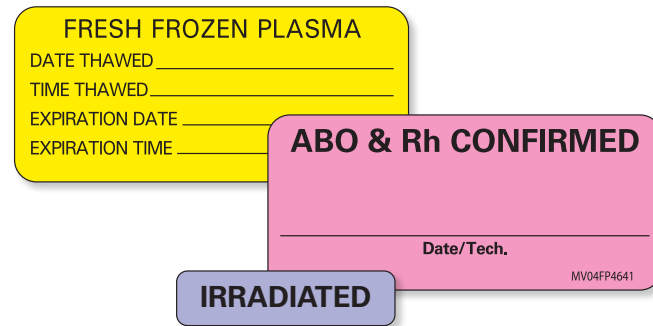 FRESH FROZEN PLASMA
DATE THAWED
TIME THAWED
EXPIRATION DATE
EXPIRATION TIME
ABO & Rh CONFIRMED
Date/Tech.
MV04FP4641
IRRADIATED